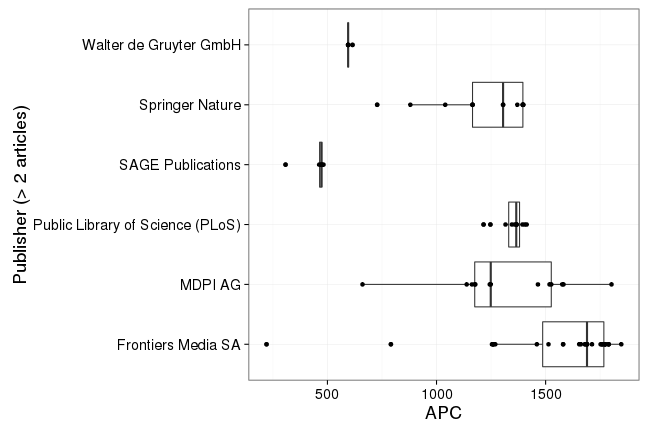 Publisher (> 2 articles)
Walter de Gruyter GmbH
Springer Nature
SAGE Publications
Public Library of Science (PLoS)
MDPI AG
Frontiers Media SA
500 1000 1500
APC